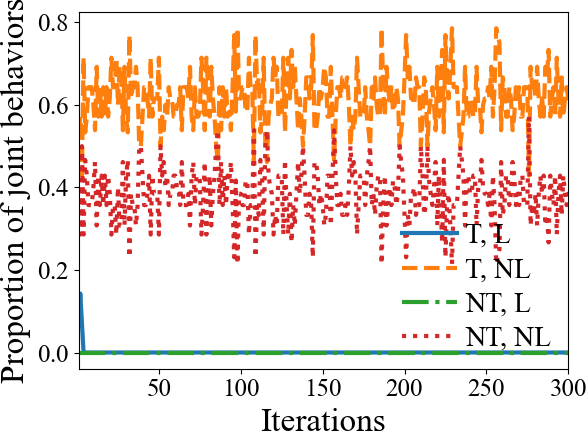 Proportion of joint behaviors
0.8
0.6
0.4
0.2
0.0
T, L
T, NL
NT, L
NT, NL
50 100 150 200 250 300
Iterations